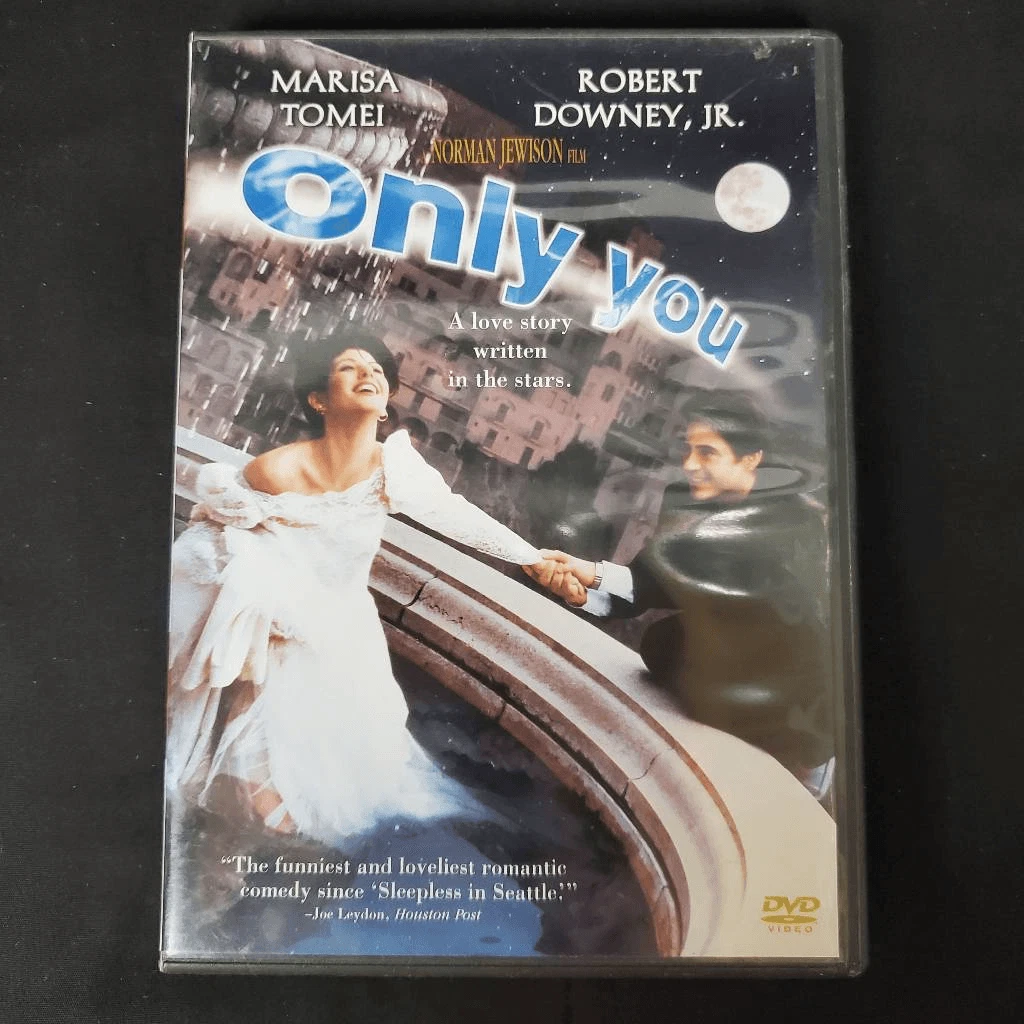 MARISA
TOMEI
ROBERT
DOWNEY, JR.
A NORMAN JEWISON FILM
only you
A love story
written
in the stars.
“The funniest and loveliest romantic
comedy since ‘Sleepless in Seattle.’”
–Joe Leydon, Houston Post
DVD
VIDEO